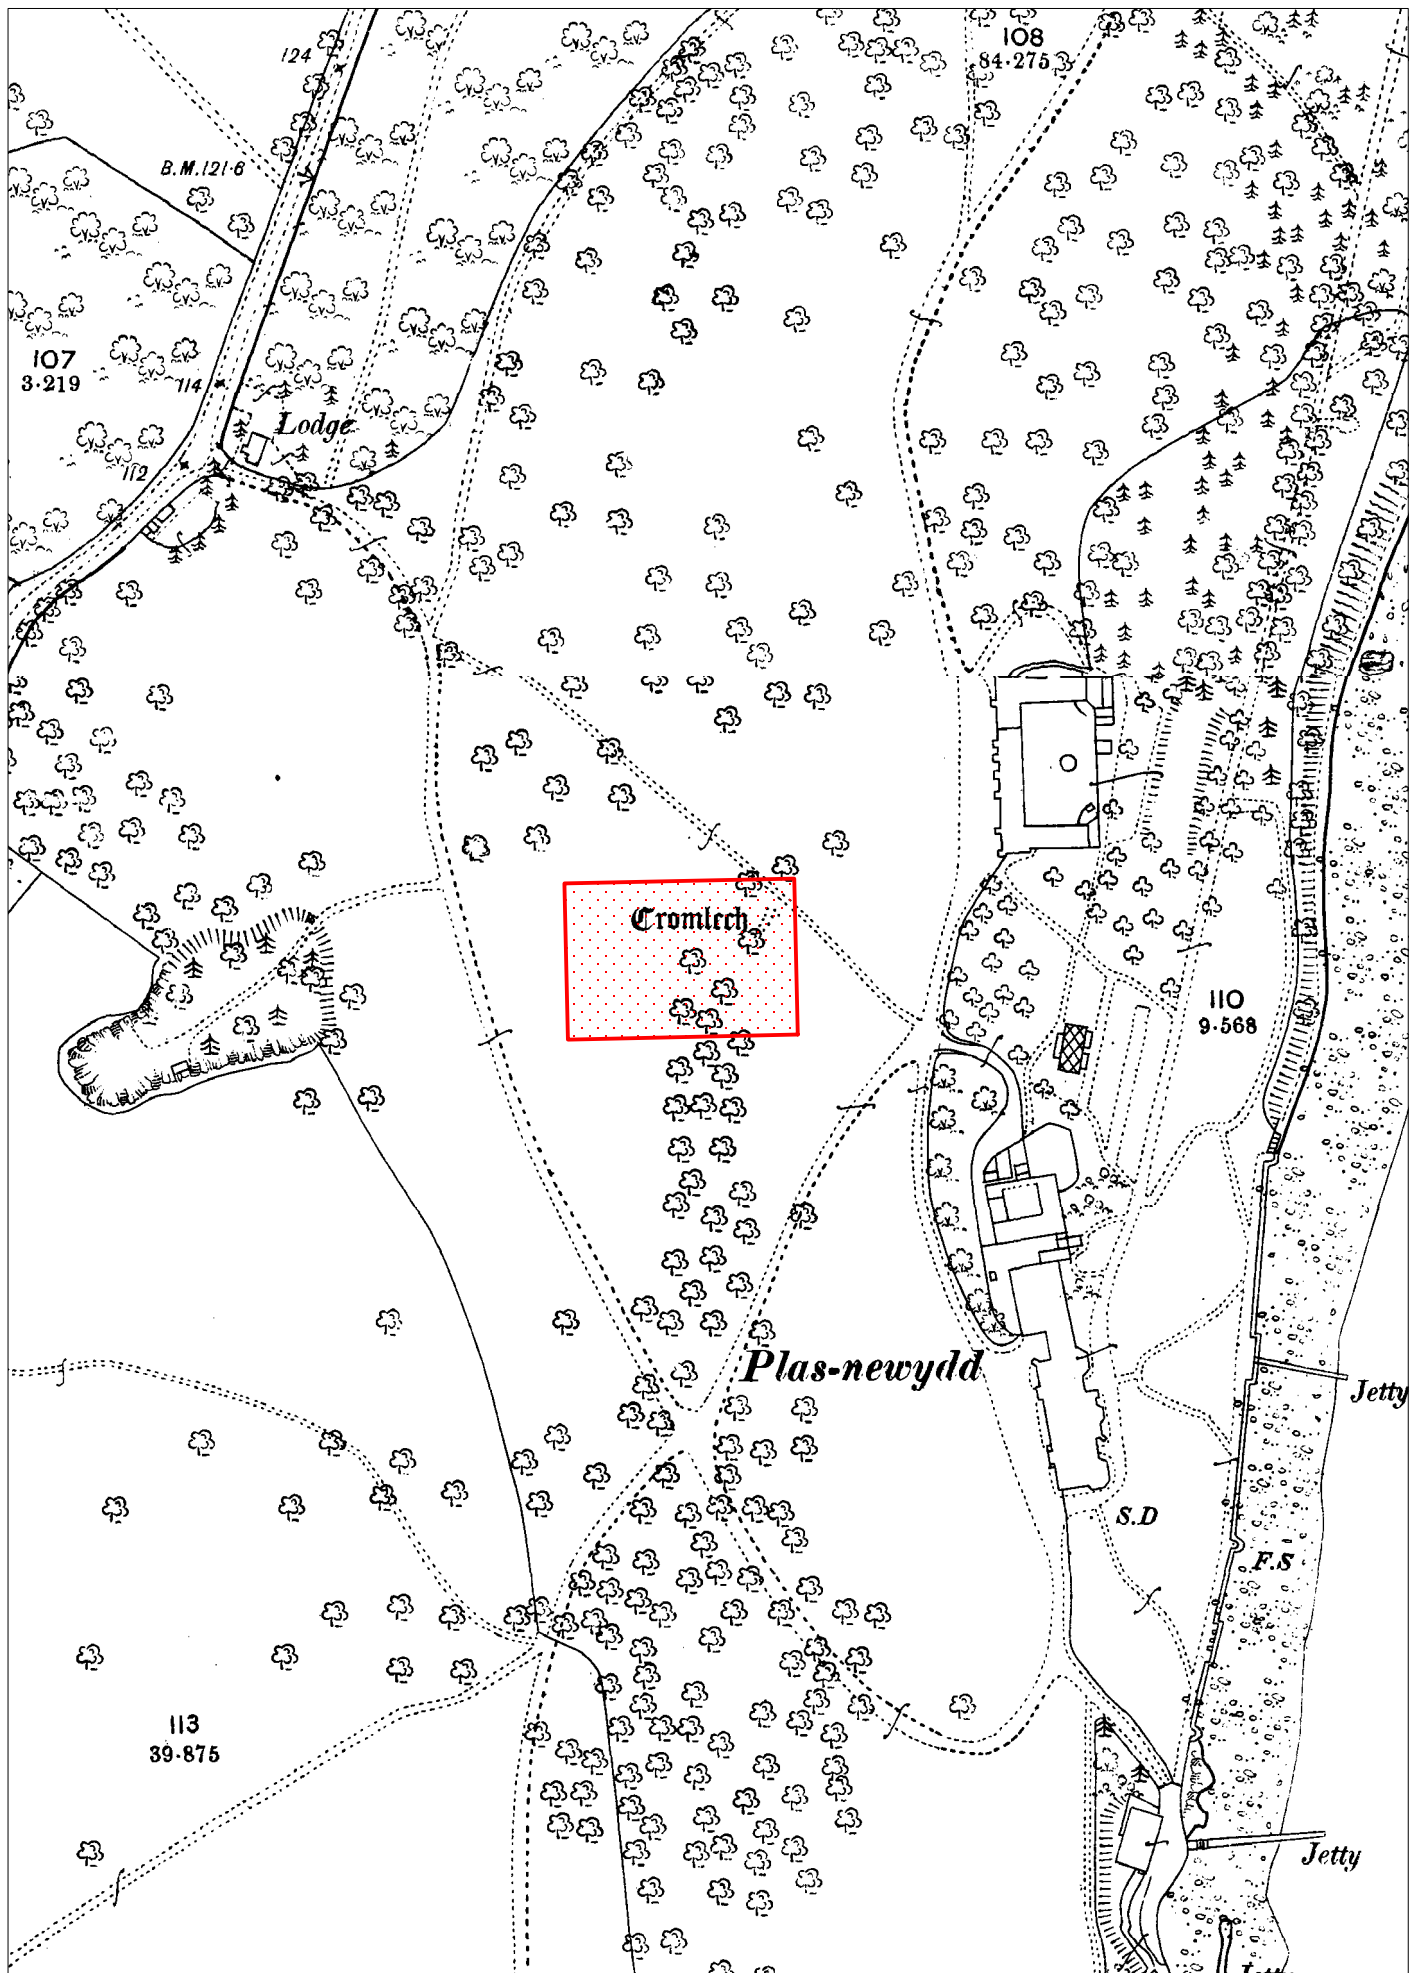 124
108
84·275
B.M.121·6
107
3·219
114
Lodge
112
Cromlech
110
9·568
Plas-newydd
Jetty
S.D
F.S
113
39·875
Jetty